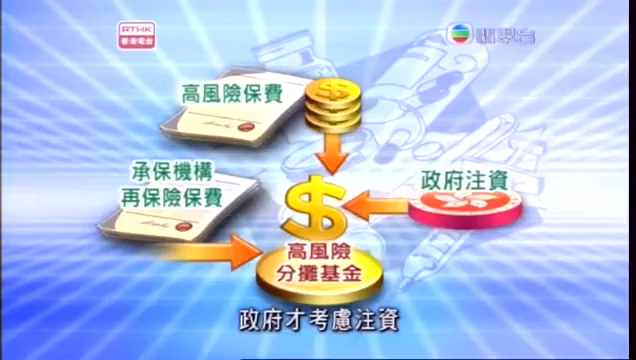 RTHK
香港電台
翡翠台
高風險保費
承保機構
再保險保費
政府注資
高風險
分攤基金
政府才考慮注資